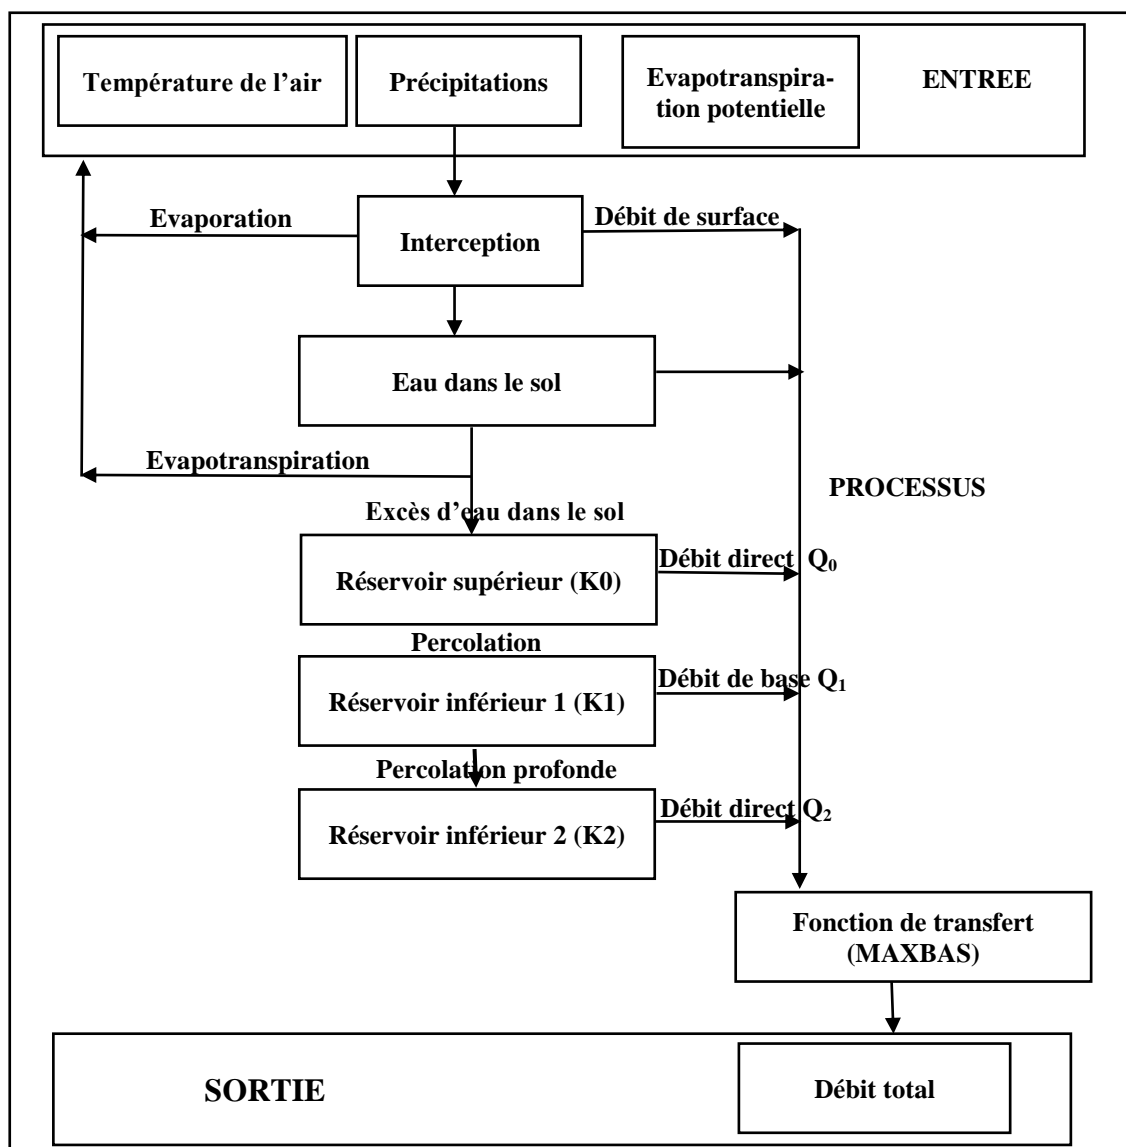 Température de l’air
Précipitations
Evapotranspira-
tion potentielle
ENTREE
Evaporation
Interception
Débit de surface
Eau dans le sol
Evapotranspiration
PROCESSUS
Excès d’eau dans le sol
Réservoir supérieur (K0)
Débit direct Q₀
Percolation
Réservoir inférieur 1 (K1)
Débit de base Q₁
Percolation profonde
Réservoir inférieur 2 (K2)
Débit direct Q₂
Fonction de transfert
(MAXBAS)
SORTIE
Débit total